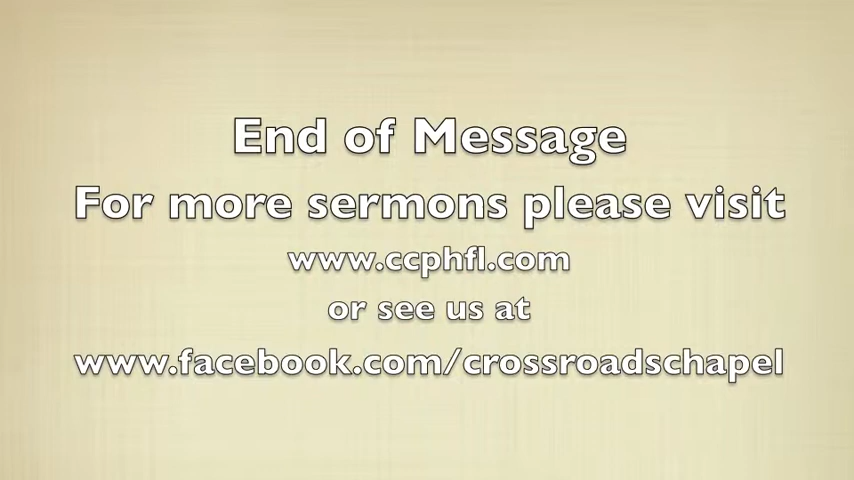 End of Message
For more sermons please visit
www.ccphfl.com
or see us at
www.facebook.com/crossroadschapel